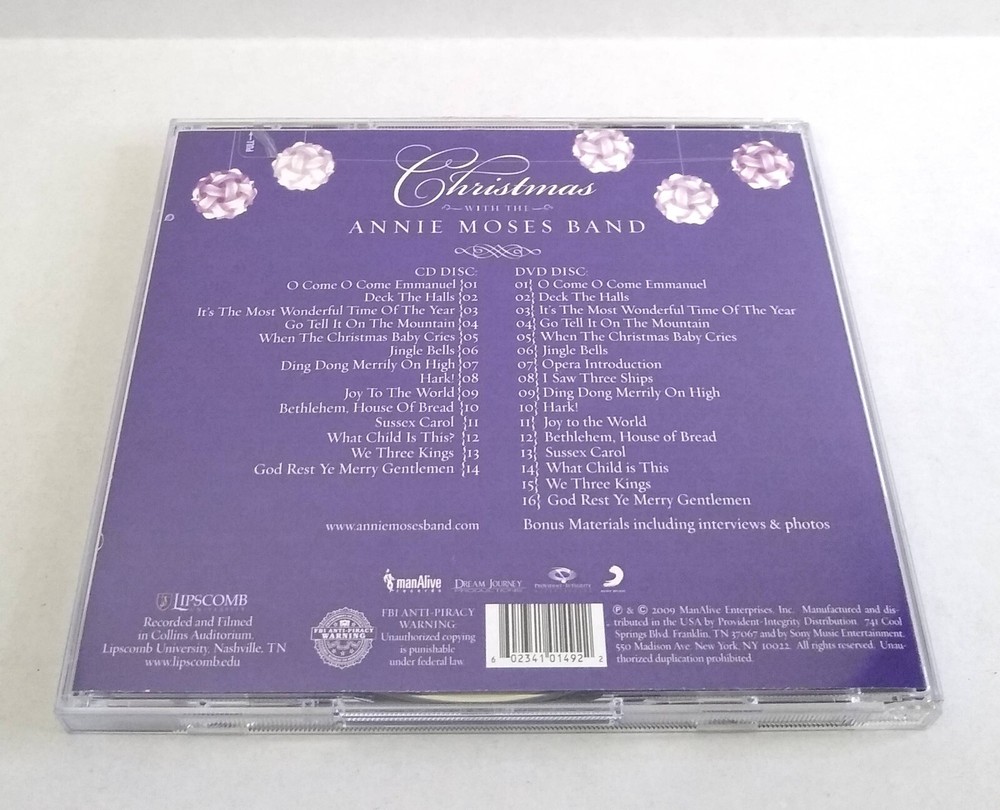 PULL
Christmas
WITH THE
ANNIE MOSES BAND
CD DISC:
O Come O Come Emmanuel 01
Deck The Halls 02
It's The Most Wonderful Time Of The Year 03
Go Tell It On The Mountain 04
When The Christmas Baby Cries 05
Jingle Bells 06
Ding Dong Merrily On High 07
Hark! 08
Joy To The World 09
Bethlehem, House Of Bread 10
Sussex Carol 11
What Child Is This? 12
We Three Kings 13
God Rest Ye Merry Gentlemen 14
www.anniemosesband.com
DVD DISC:
01 O Come O Come Emmanuel
02 Deck The Halls
03 It's The Most Wonderful Time Of The Year
04 Go Tell It On The Mountain
05 When The Christmas Baby Cries
06 Jingle Bells
07 Opera Introduction
08 I Saw Three Ships
09 Ding Dong Merrily On High
10 Hark!
11 Joy to the World
12 Bethlehem, House of Bread
13 Sussex Carol
14 What Child is This
15 We Three Kings
16 God Rest Ye Merry Gentlemen
Bonus Materials including interviews & photos
manAlive
DREAM JOURNEY
PRODUCTIONS
LIPSCOMB
UNIVERSITY
Recorded and Filmed
in Collins Auditorium,
Lipscomb University, Nashville, TN
www.lipscomb.edu
FBI ANTI-PIRACY
WARNING
FBI ANTI-PIRACY
WARNING:
Unauthorized copying
is punishable
under federal law
6 02341 01492 2
℗ & © 2009 ManAlive Enterprises, Inc. Manufactured and dis-
tributed in the USA by Provident-Integrity Distribution. 741 Cool
Springs Blvd. Franklin, TN 37067 and by Sony Music Entertainment.
550 Madison Ave. New York, NY 10022. All rights reserved. Unau-
thorized duplication prohibited.